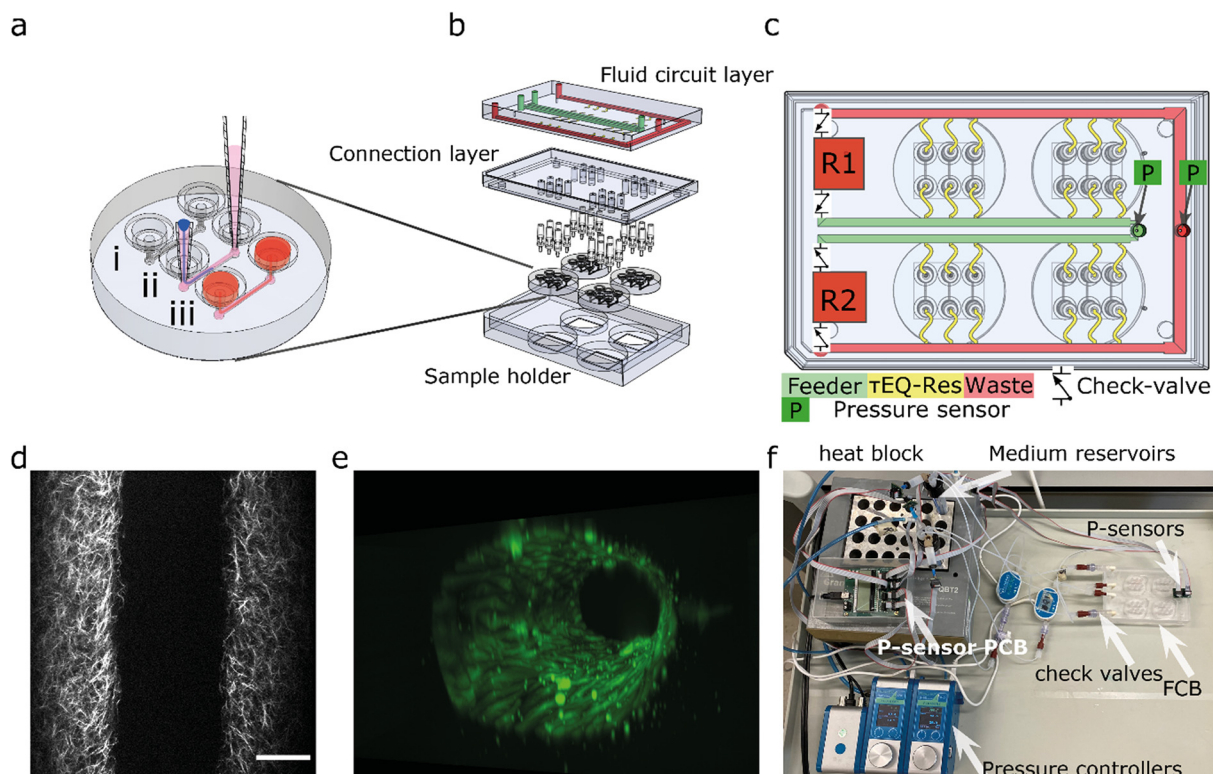 a
b
c
Fluid circuit layer
Connection layer
Sample holder
i
ii
iii
R1
R2
P
P
Feeder τEQ-Res Waste
Check-valve
P Pressure sensor
d
e
f
heat block
Medium reservoirs
P-sensors
QBT2
P-sensor PCB
check valves
FCB
Pressure controllers